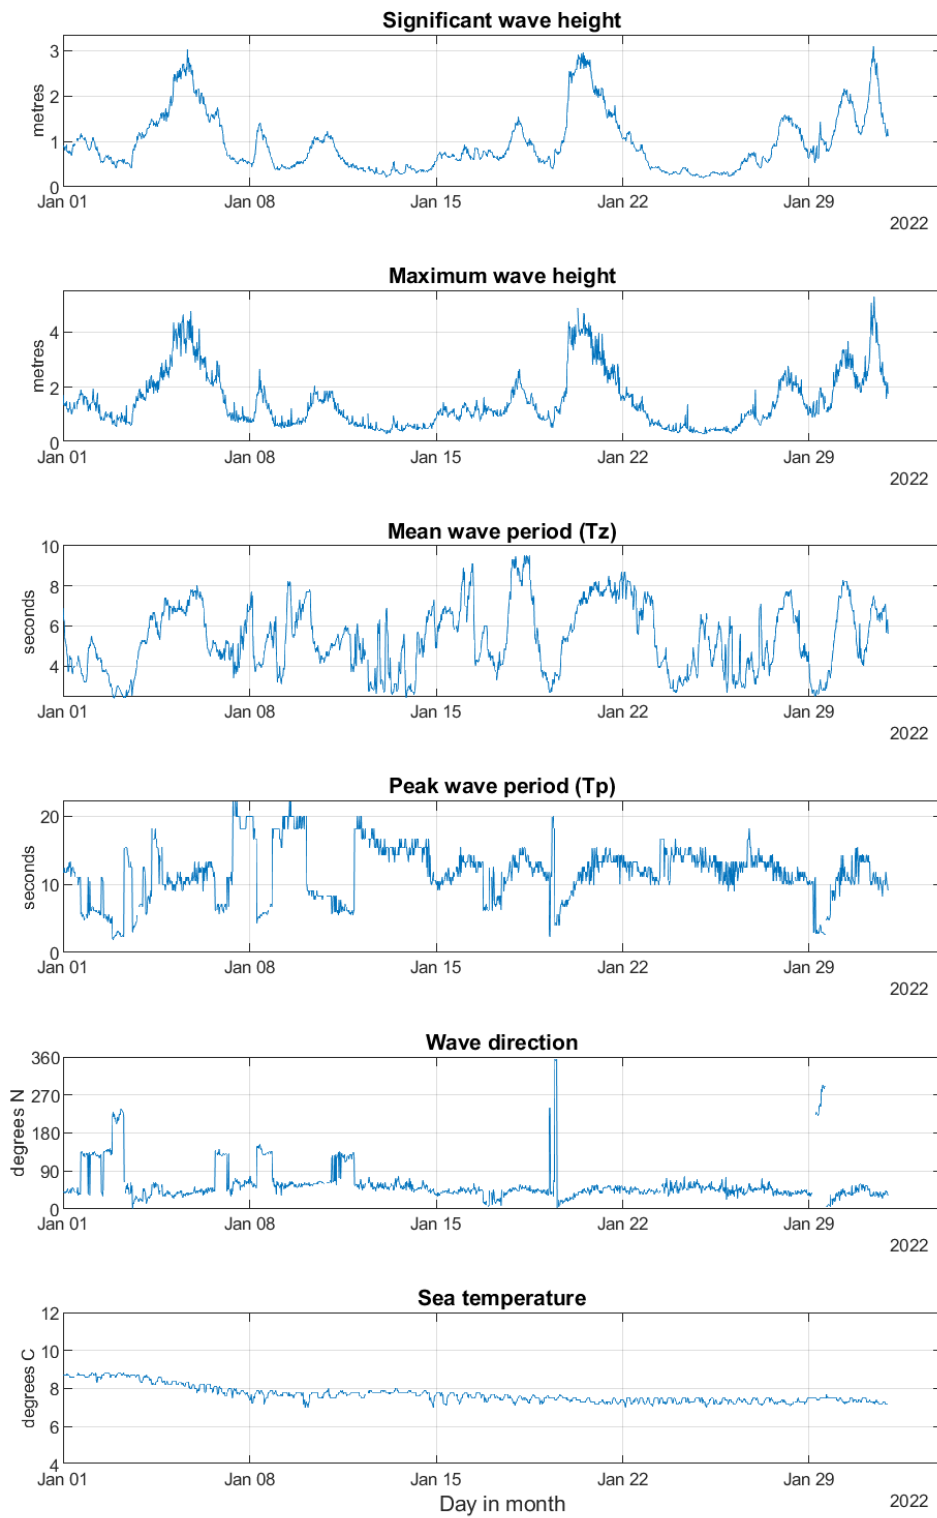 Significant wave height
3
2
1
0
metres
Jan 01 Jan 08 Jan 15 Jan 22 Jan 29
2022
Maximum wave height
4
2
0
metres
Jan 01 Jan 08 Jan 15 Jan 22 Jan 29
2022
Mean wave period (Tz)
10
8
6
4
seconds
Jan 01 Jan 08 Jan 15 Jan 22 Jan 29
2022
Peak wave period (Tp)
20
10
0
seconds
Jan 01 Jan 08 Jan 15 Jan 22 Jan 29
2022
Wave direction
360
270
180
90
0
degrees N
Jan 01 Jan 08 Jan 15 Jan 22 Jan 29
2022
Sea temperature
12
10
8
6
4
degrees C
Jan 01 Jan 08 Jan 15 Jan 22 Jan 29
Day in month
2022